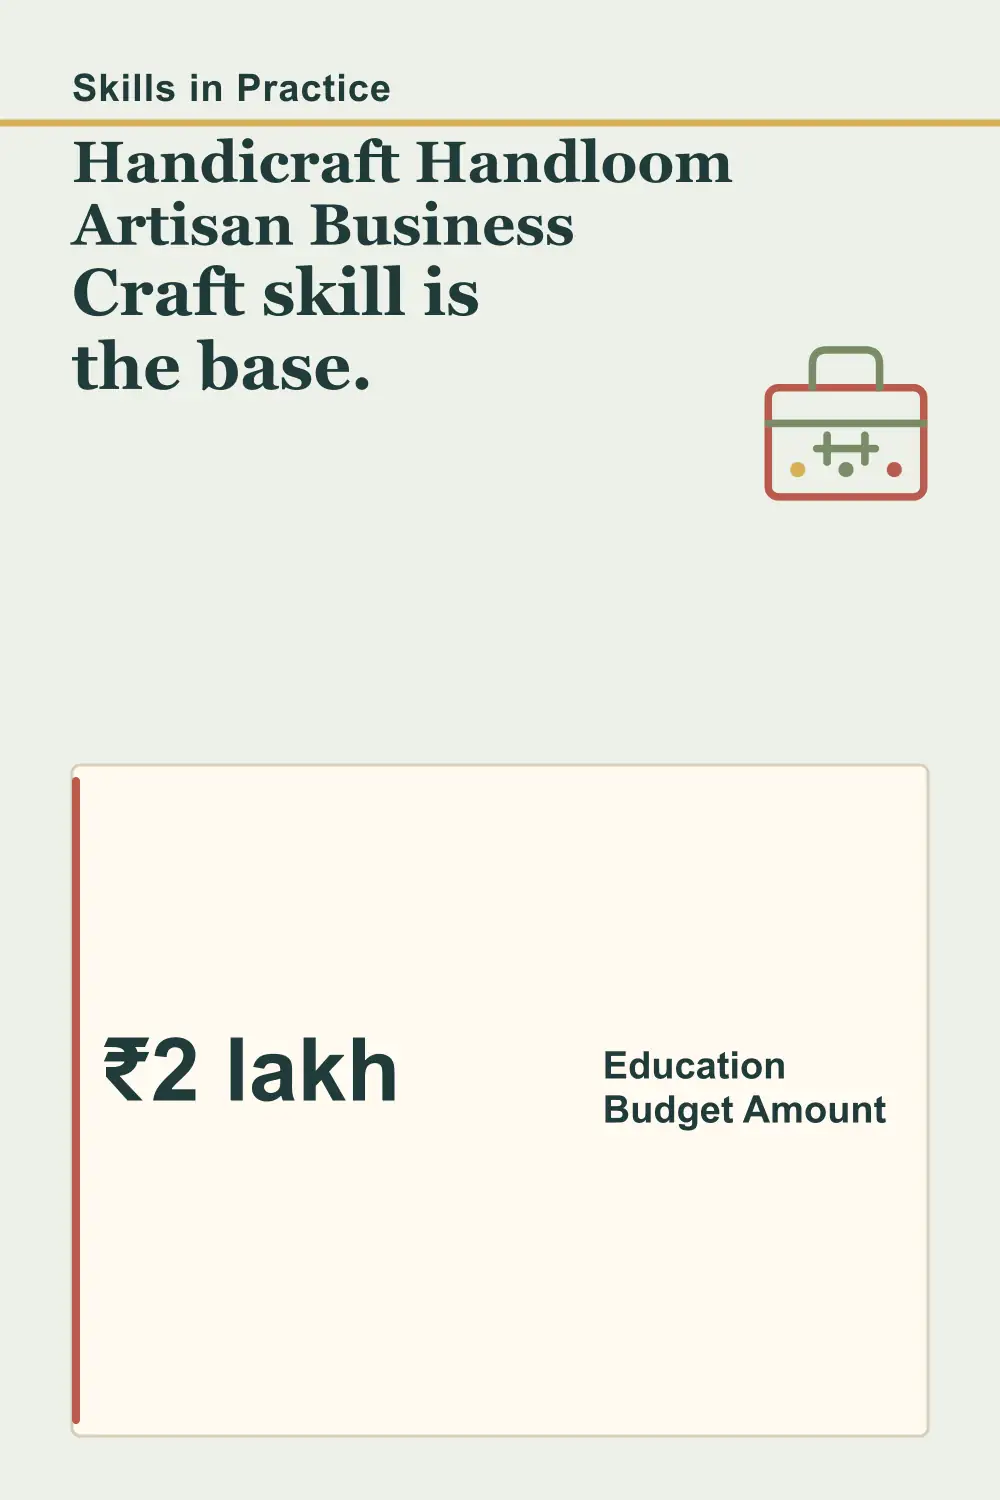 Skills in Practice
Handicraft Handloom
Artisan Business
Craft skill is
the base.
₹2 lakh
Education
Budget Amount